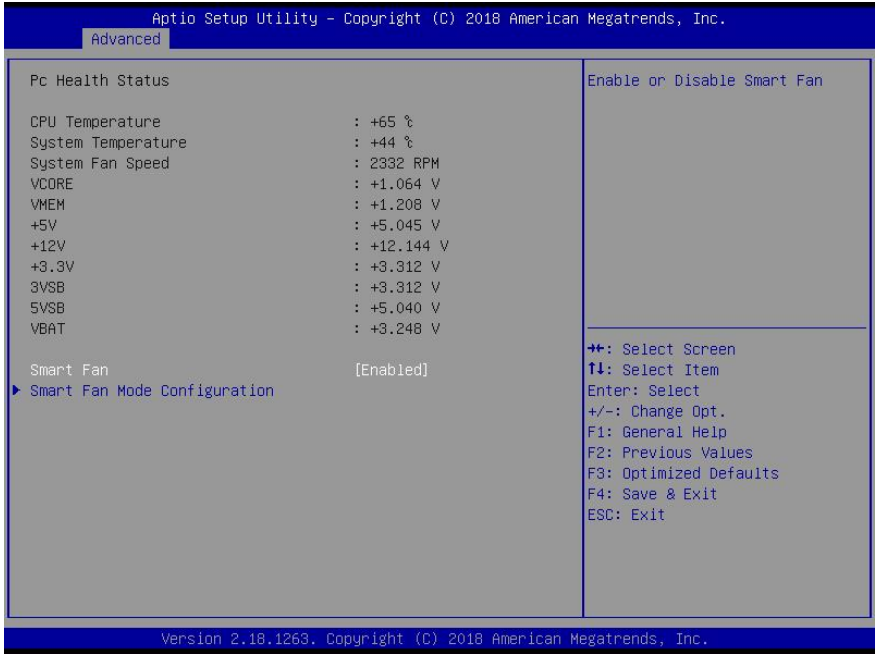 Aptio Setup Utility – Copyright (C) 2018 American Megatrends, Inc.
Advanced
Pc Health Status
CPU Temperature : +65 ℃
System Temperature : +44 ℃
System Fan Speed : 2332 RPM
VCORE : +1.064 V
VMEM : +1.208 V
+5V : +5.045 V
+12V : +12.144 V
+3.3V : +3.312 V
3VSB : +3.312 V
5VSB : +5.040 V
VBAT : +3.248 V
Smart Fan [Enabled]
Smart Fan Mode Configuration
Enable or Disable Smart Fan
→←: Select Screen
↑↓: Select Item
Enter: Select
+/-: Change Opt.
F1: General Help
F2: Previous Values
F3: Optimized Defaults
F4: Save & Exit
ESC: Exit
Version 2.18.1263. Copyright (C) 2018 American Megatrends, Inc.